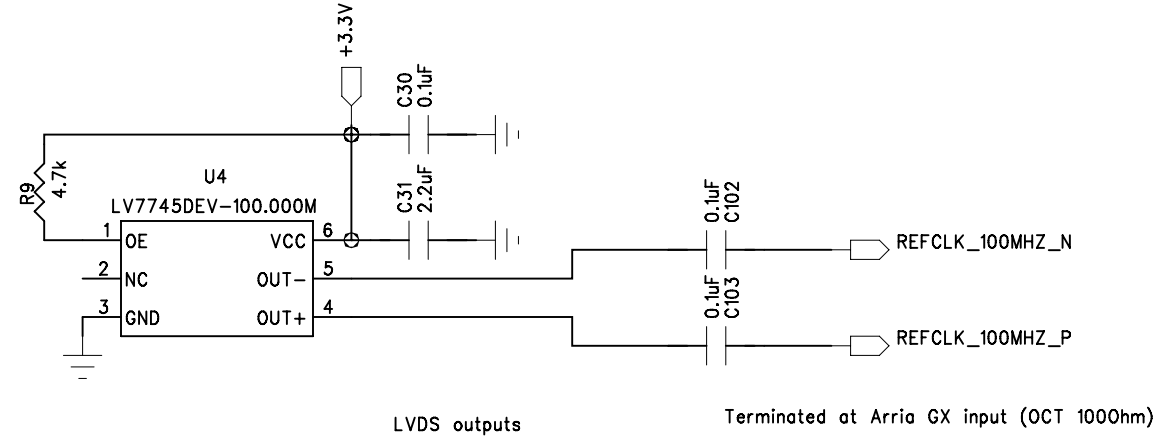 +3.3V
C30
0.1uF
R9
4.7k
U4
LV7745DEV-100.000M
C31
2.2uF
0.1uF
C102
1
OE
VCC
6
REFCLK_100MHZ_N
2
NC
OUT-
5
0.1uF
C103
3
GND
OUT+
4
REFCLK_100MHZ_P
LVDS outputs
Terminated at Arria GX input (OCT 100Ohm)